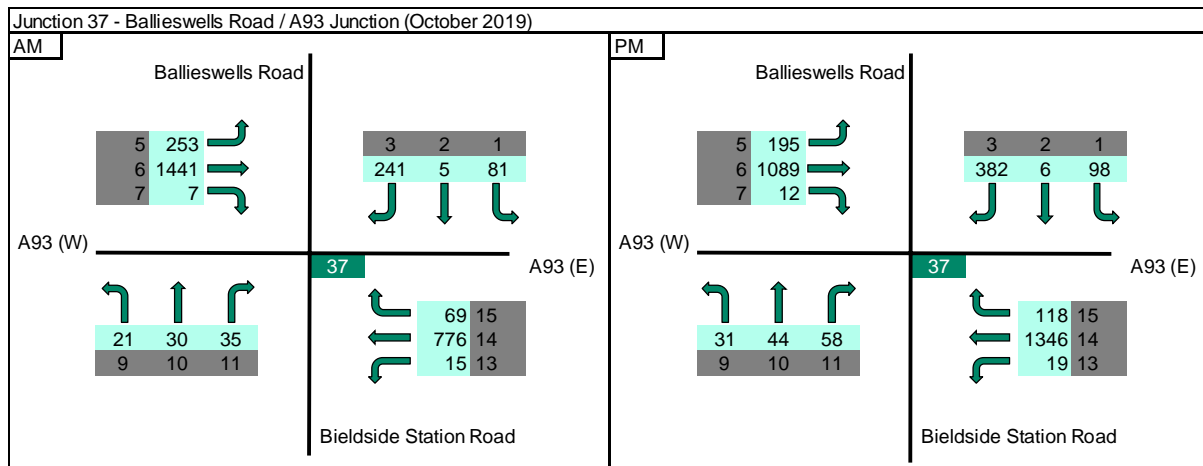 Junction 37 - Ballieswells Road / A93 Junction (October 2019)
AM
Ballieswells Road
5 253
6 1441
7 7
3 2 1
241 5 81
A93 (W)
37
A93 (E)
21 30 35
9 10 11
69 15
776 14
15 13
Bieldside Station Road
PM
Ballieswells Road
5 195
6 1089
7 12
3 2 1
382 6 98
A93 (W)
37
A93 (E)
31 44 58
9 10 11
118 15
1346 14
19 13
Bieldside Station Road